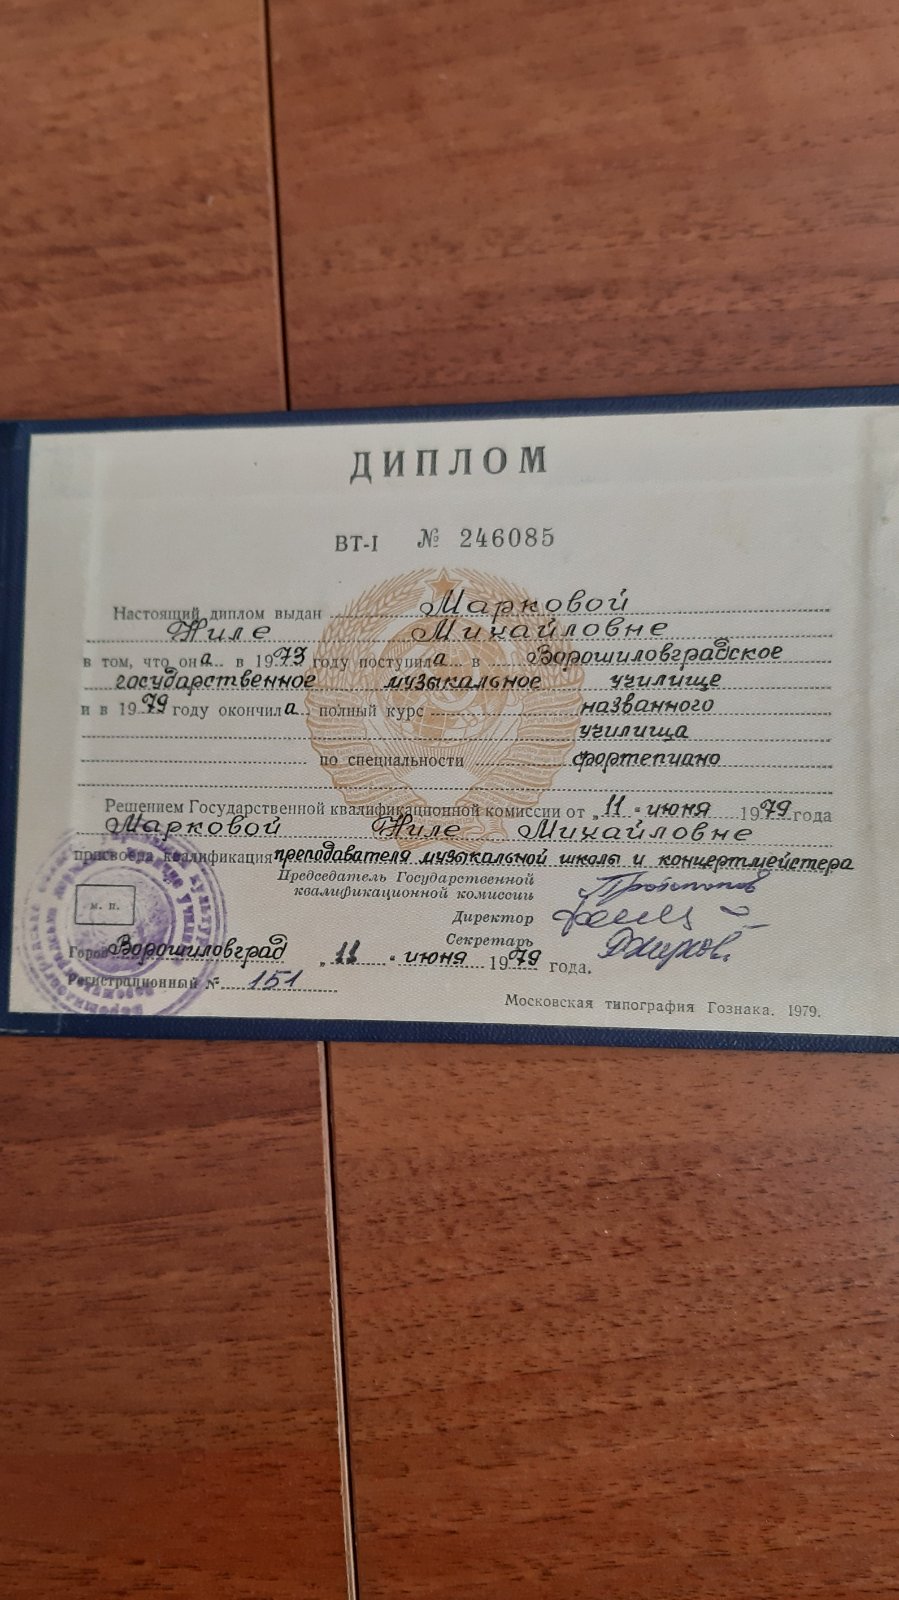 ДИПЛОМ
ВТ-I № 246085
Настоящий диплом выдан Марковой
Ниле Михайловне
в том, что она в 1973 году поступила в Ворошиловградское
государственное музыкальное училище
и в 1979 году окончила полный курс названного
училища
по специальности фортепиано
Решением Государственной квалификационной комиссии от „11" июня 1979 года
Марковой Ниле Михайловне
присвоена квалификация преподавателя музыкальной школы и концертмейстера
Председатель Государственной
квалификационной комиссии
м. п.
Директор
Секретарь
Город Ворошиловград „11" июня 1979 года.
Регистрационный № 151
Московская типография Гознака. 1979.